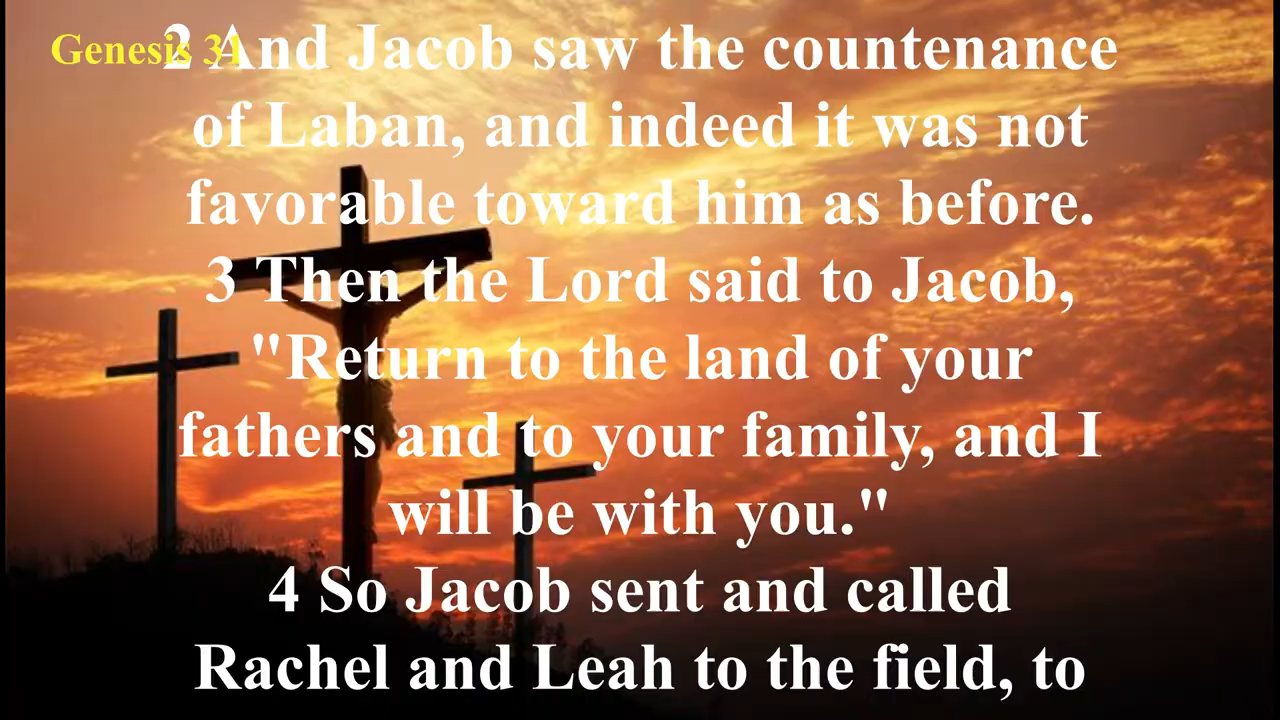 Genesis 31
2 And Jacob saw the countenance
of Laban, and indeed it was not
favorable toward him as before.
3 Then the Lord said to Jacob,
"Return to the land of your
fathers and to your family, and I
will be with you."
4 So Jacob sent and called
Rachel and Leah to the field, to